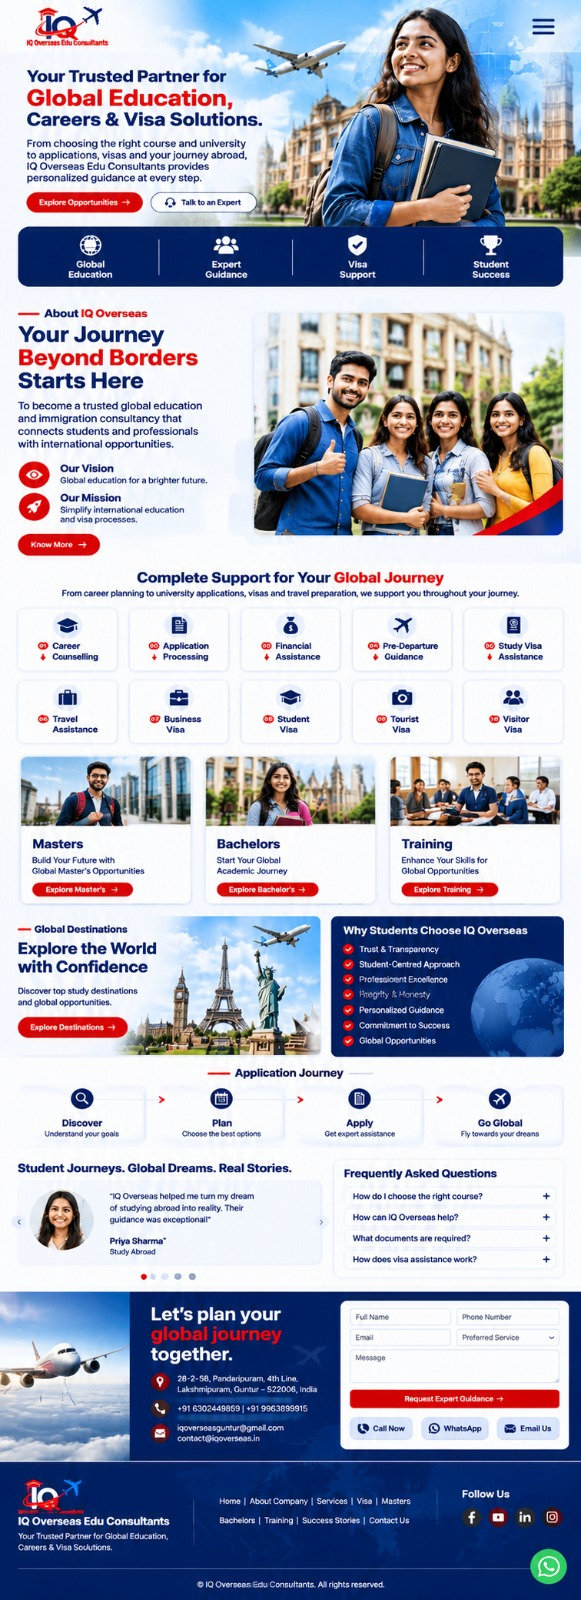 IQ
IQ Overseas Edu Consultants
Your Trusted Partner for
Global Education,
Careers & Visa Solutions.
From choosing the right course and university
to applications, visas and your journey abroad,
IQ Overseas Edu Consultants provides
personalized guidance at every step.
Explore Opportunities →
Talk to an Expert
Global
Education
Expert
Guidance
Visa
Support
Student
Success
About IQ Overseas
Your Journey
Beyond Borders
Starts Here
To become a trusted global education
and immigration consultancy that
connects students and professionals
with international opportunities.
Our Vision
Global education for a brighter future.
Our Mission
Simplify international education
and visa processes.
Know More →
Complete Support for Your Global Journey
From career planning to university applications, visas and travel preparation, we support you throughout your journey.
Career
Counselling
Application
Processing
Financial
Assistance
Pre-Departure
Guidance
Study Visa
Assistance
Travel
Assistance
07 Business
Visa
Student
Visa
Tourist
Visa
10 Visitor
Visa
Masters
Build Your Future with
Global Master's Opportunities
Explore Master's →
Bachelors
Start Your Global
Academic Journey
Explore Bachelor's →
Training
Enhance Your Skills for
Global Opportunities
Explore Training →
Global Destinations
Explore the World
with Confidence
Discover top study destinations
and global opportunities.
Explore Destinations →
Why Students Choose IQ Overseas
Trust & Transparency
Student-Centred Approach
Professional Excellence
Integrity & Honesty
Personalized Guidance
Commitment to Success
Global Opportunities
Application Journey
Discover
Understand your goals
Plan
Choose the best options
Apply
Get expert assistance
Go Global
Fly towards your dreams
Student Journeys. Global Dreams. Real Stories.
"IQ Overseas helped me turn my dream
of studying abroad into reality. Their
guidance was exceptional!"
Priya Sharma"
Study Abroad
Frequently Asked Questions
How do I choose the right course? +
How can IQ Overseas help? +
What documents are required? +
How does visa assistance work? +
Let's plan your
global journey
together.
28-2-58, Pandaripuram, 4th Line,
Lakshmipuram, Guntur – 522006, India
+91 6302449859 | +91 9963899915
iqoverseasguntur@gmail.com
contact@iqoverseas.in
Full Name
Phone Number
Email
Preferred Service
Message
Request Expert Guidance →
Call Now
WhatsApp
Email Us
IQ
IQ Overseas Edu Consultants
Your Trusted Partner for Global Education,
Careers & Visa Solutions.
Home | About Company | Services | Visa | Masters
Bachelors | Training | Success Stories | Contact Us
Follow Us
© IQ Overseas Edu Consultants. All rights reserved.